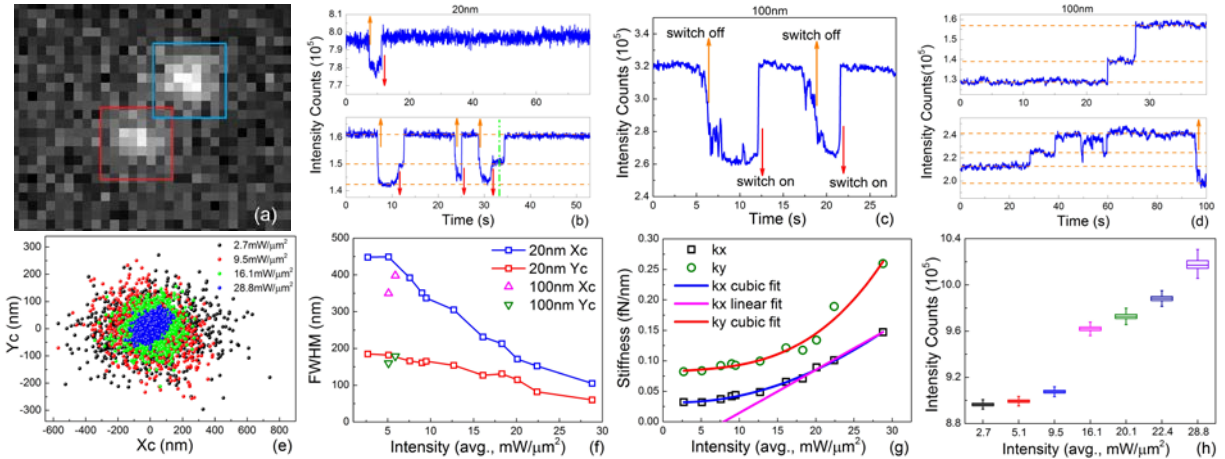 (a)
20nm
Intensity Counts (10⁵)
8.1
8.0
7.9
7.8
7.7
0
20
40
60
1.6
1.5
1.4
0
10
20
30
40
50
Time (s)
(b)
100nm
Intensity Counts (10⁵)
3.4
3.2
3.0
2.8
2.6
2.4
switch off
switch off
switch on
switch on
0
5
10
15
20
25
Time (s)
(c)
100nm
Intensity Counts(10⁵)
1.6
1.5
1.4
1.3
0
10
20
30
2.6
2.4
2.2
2.0
0
20
40
60
80
100
Time (s)
(d)
Yc (nm)
300
200
100
0
-100
-200
-300
2.7mW/μm²
9.5mW/μm²
16.1mW/μm²
28.8mW/μm²
-600
-400
-200
0
200
400
600
800
Xc (nm)
(e)
FWHM (nm)
500
400
300
200
100
0
20nm Xc
20nm Yc
100nm Xc
100nm Yc
0
5
10
15
20
25
30
Intensity (avg., mW/μm²)
(f)
Stiffness (fN/nm)
0.30
0.25
0.20
0.15
0.10
0.05
0.00
kx
ky
kx cubic fit
kx linear fit
ky cubic fit
0
5
10
15
20
25
30
Intensity (avg., mW/μm²)
(g)
Intensity Counts (10⁵)
10.4
10.0
9.6
9.2
8.8
2.7
5.1
9.5
16.1
20.1
22.4
28.8
Intensity (avg., mW/μm²)
(h)